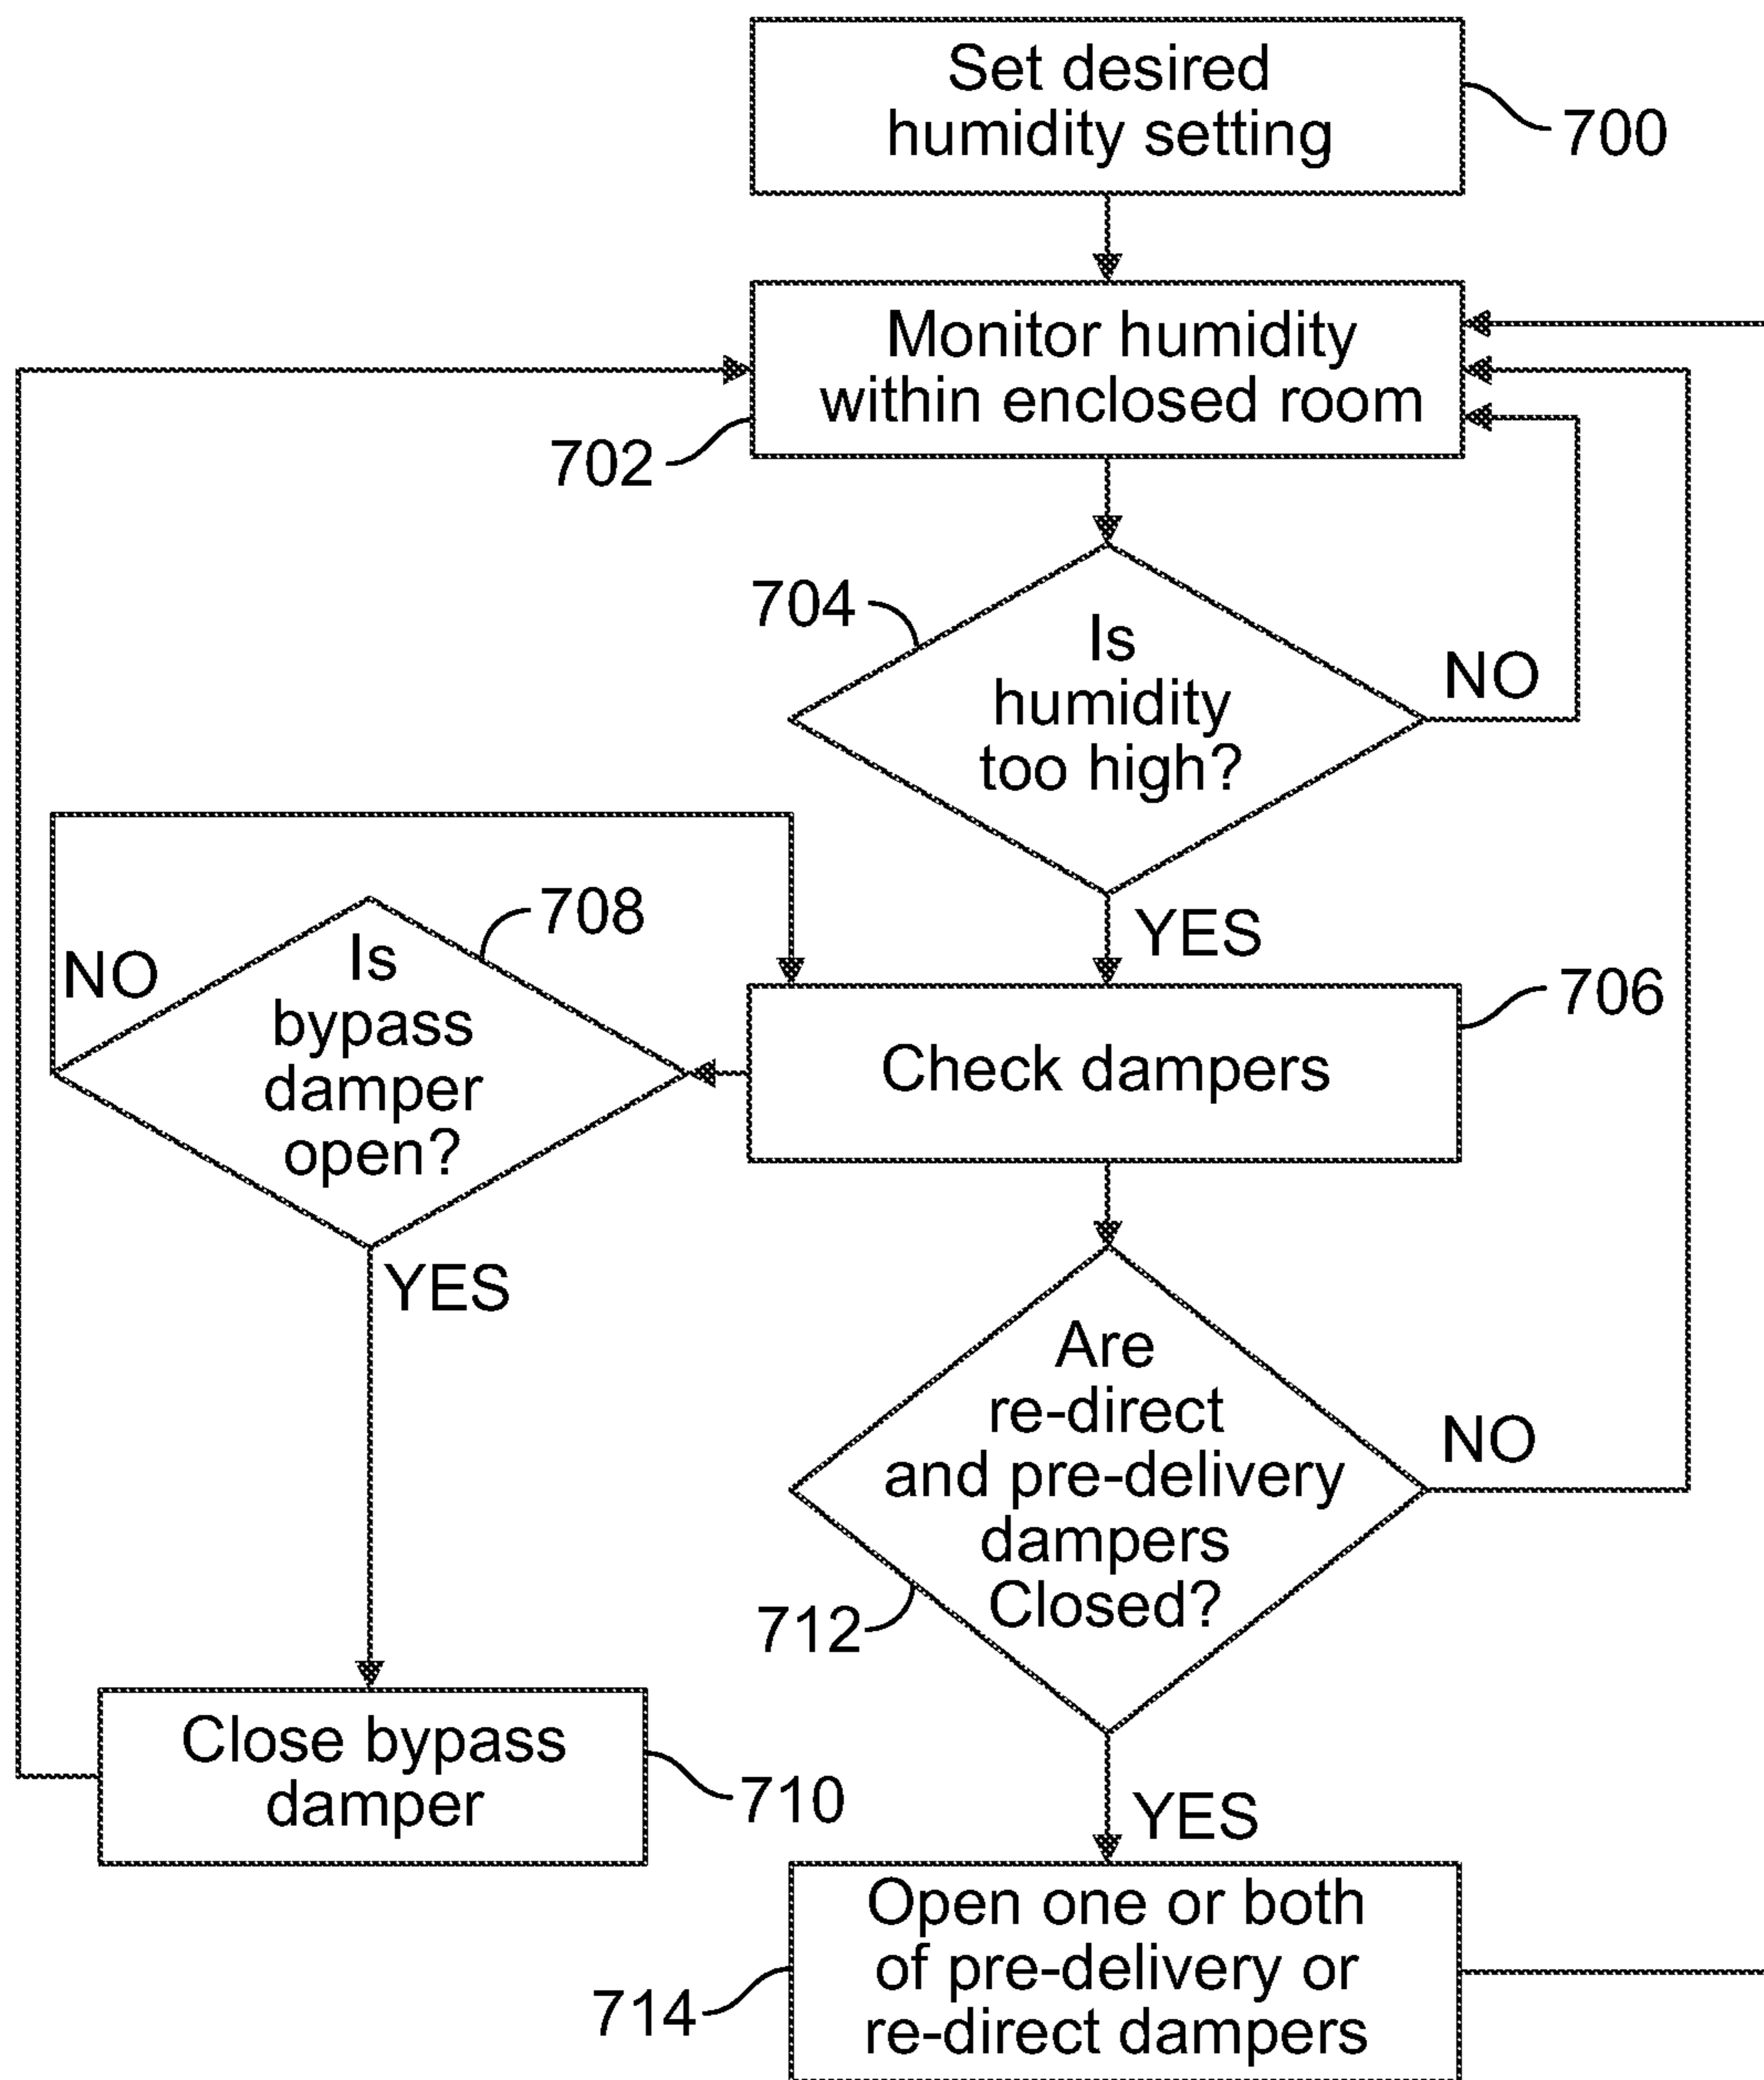 Set desired
humidity setting
700
Monitor humidity
within enclosed room
702
704
Is
humidity
too high?
NO
YES
708
NO
Is
bypass
damper
open?
YES
706
Check dampers
Are
re-direct
and pre-delivery
dampers
Closed?
NO
712
YES
Close bypass
damper
710
Open one or both
of pre-delivery or
re-direct dampers
714